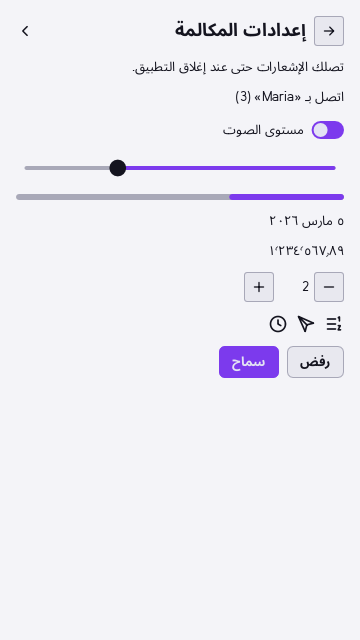 إعدادات المكالمة
تصلك الإشعارات حتى عند إغلاق التطبيق.
اتصل بـ «Maria» (3)
مستوى الصوت
٥ مارس ٢٠٢٦
١٬٢٣٤٬٥٦٧٫٨٩
2
رفض
سماح